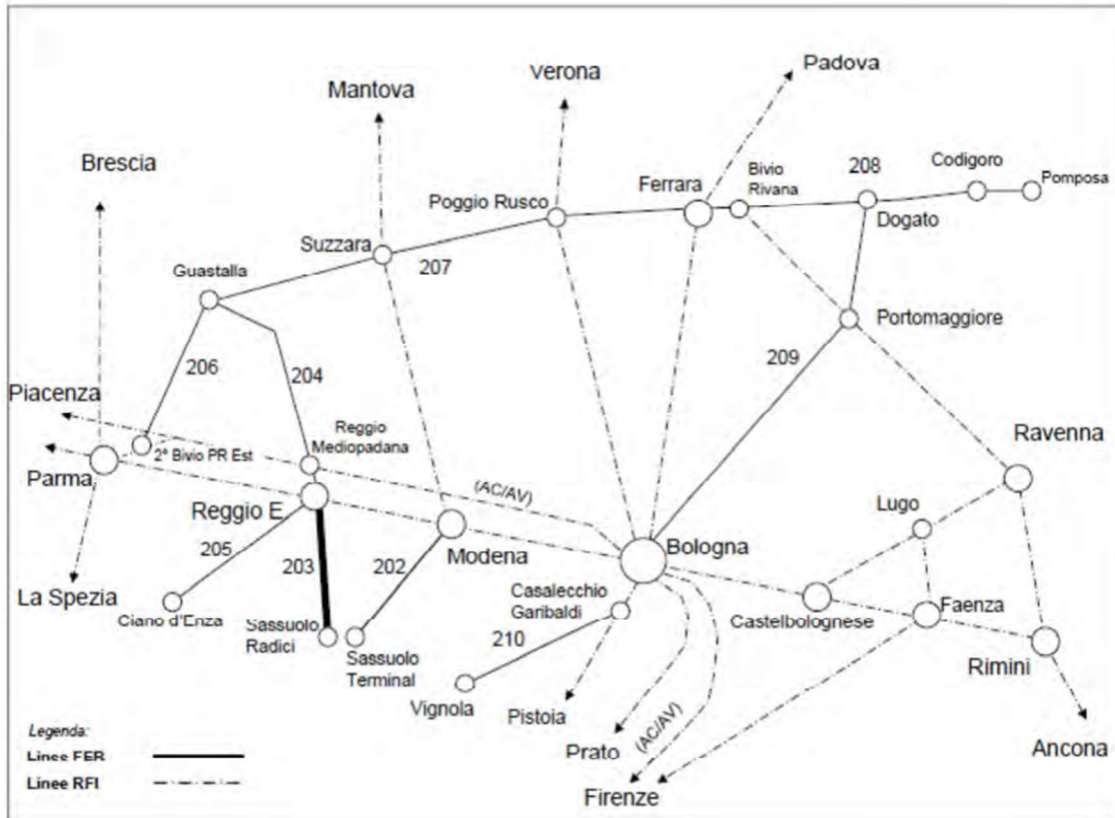 Padova
Verona
Mantova
Brescia
208
Codigoro
Bivio
Rivana
Pomposa
Ferrara
Poggio Rusco
Dogato
Suzzara
207
Guastalla
Portomaggiore
209
206
204
Piacenza
Reggio
Mediopadana
Ravenna
2° Bivio PR Est
Parma
(AC/AV)
Reggio E
Lugo
Modena
Bologna
205
203
202
Casalecchio
Garibaldi
La Spezia
Ciano d'Enza
Castelbolognese
Faenza
Sassuolo
Radici
210
Sassuolo
Terminal
Rimini
Vignola
Pistoia
(AC/AV)
Prato
Ancona
Firenze
Legenda:
Linee FER
Linee RFI